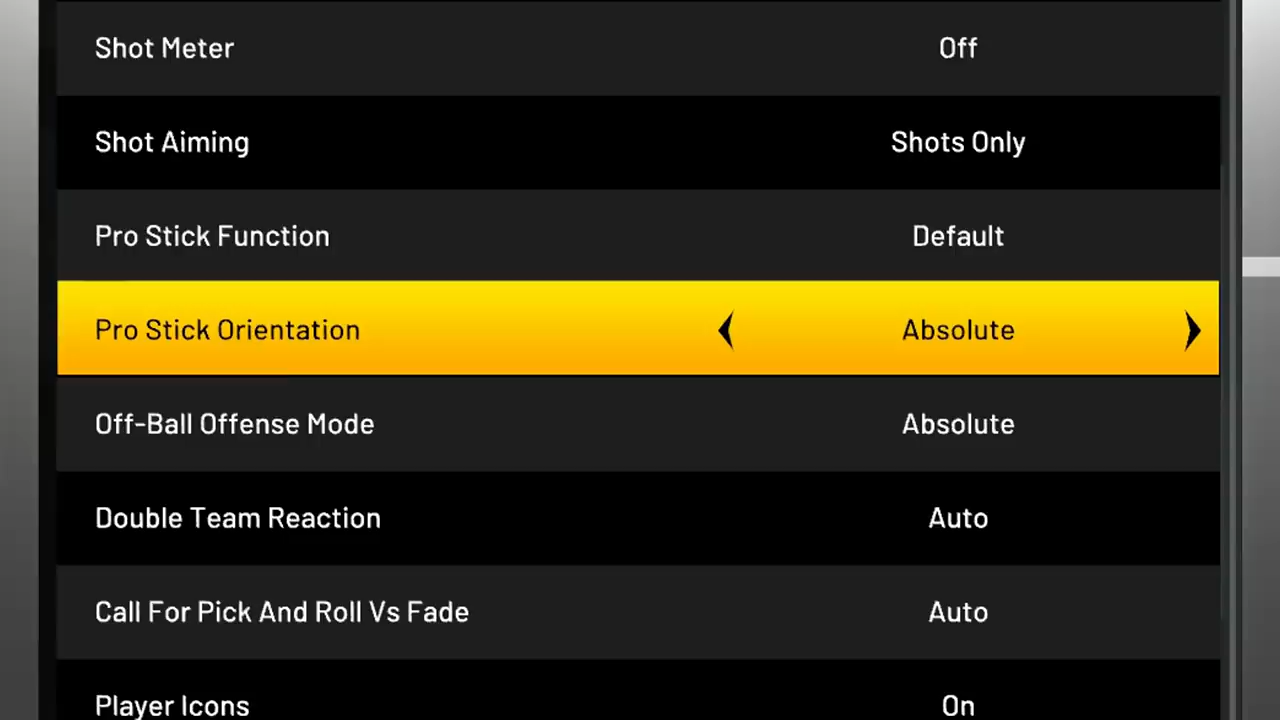 Shot Meter Off
Shot Aiming Shots Only
Pro Stick Function Default
Pro Stick Orientation Absolute
Off-Ball Offense Mode Absolute
Double Team Reaction Auto
Call For Pick And Roll Vs Fade Auto
Player Icons On